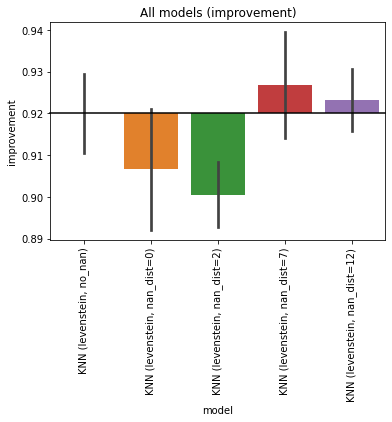 All models (improvement)
improvement
0.94
0.93
0.92
0.91
0.90
0.89
KNN (levenstein, no_nan)
KNN (levenstein, nan_dist=0)
KNN (levenstein, nan_dist=2)
KNN (levenstein, nan_dist=7)
KNN (levenstein, nan_dist=12)
model